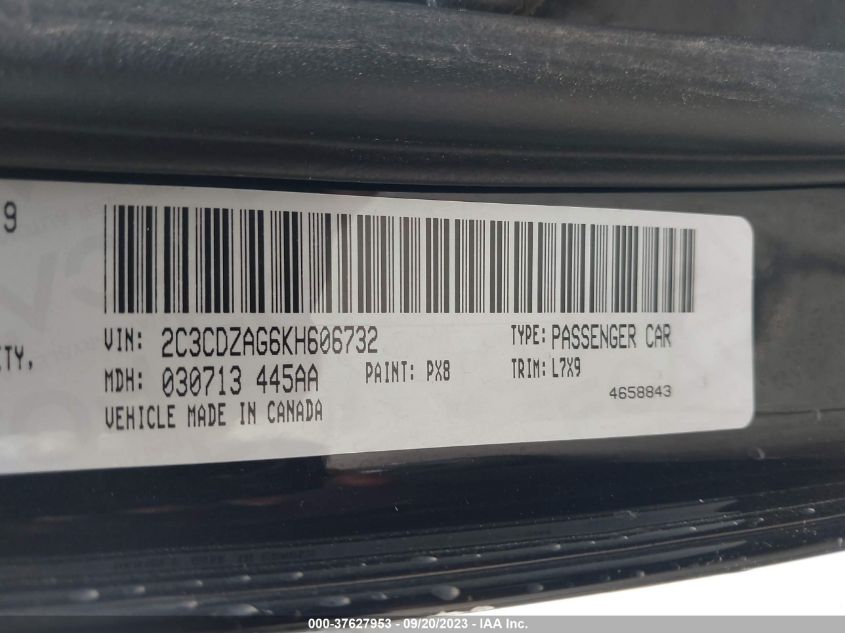 9
ETY,
VIN: 2C3CDZAG6KH606732 TYPE: PASSENGER CAR
MDH: 030713 445AA PAINT: PX8 TRIM: L7X9
4658843
VEHICLE MADE IN CANADA
000-37627953 - 09/20/2023 - IAA Inc.